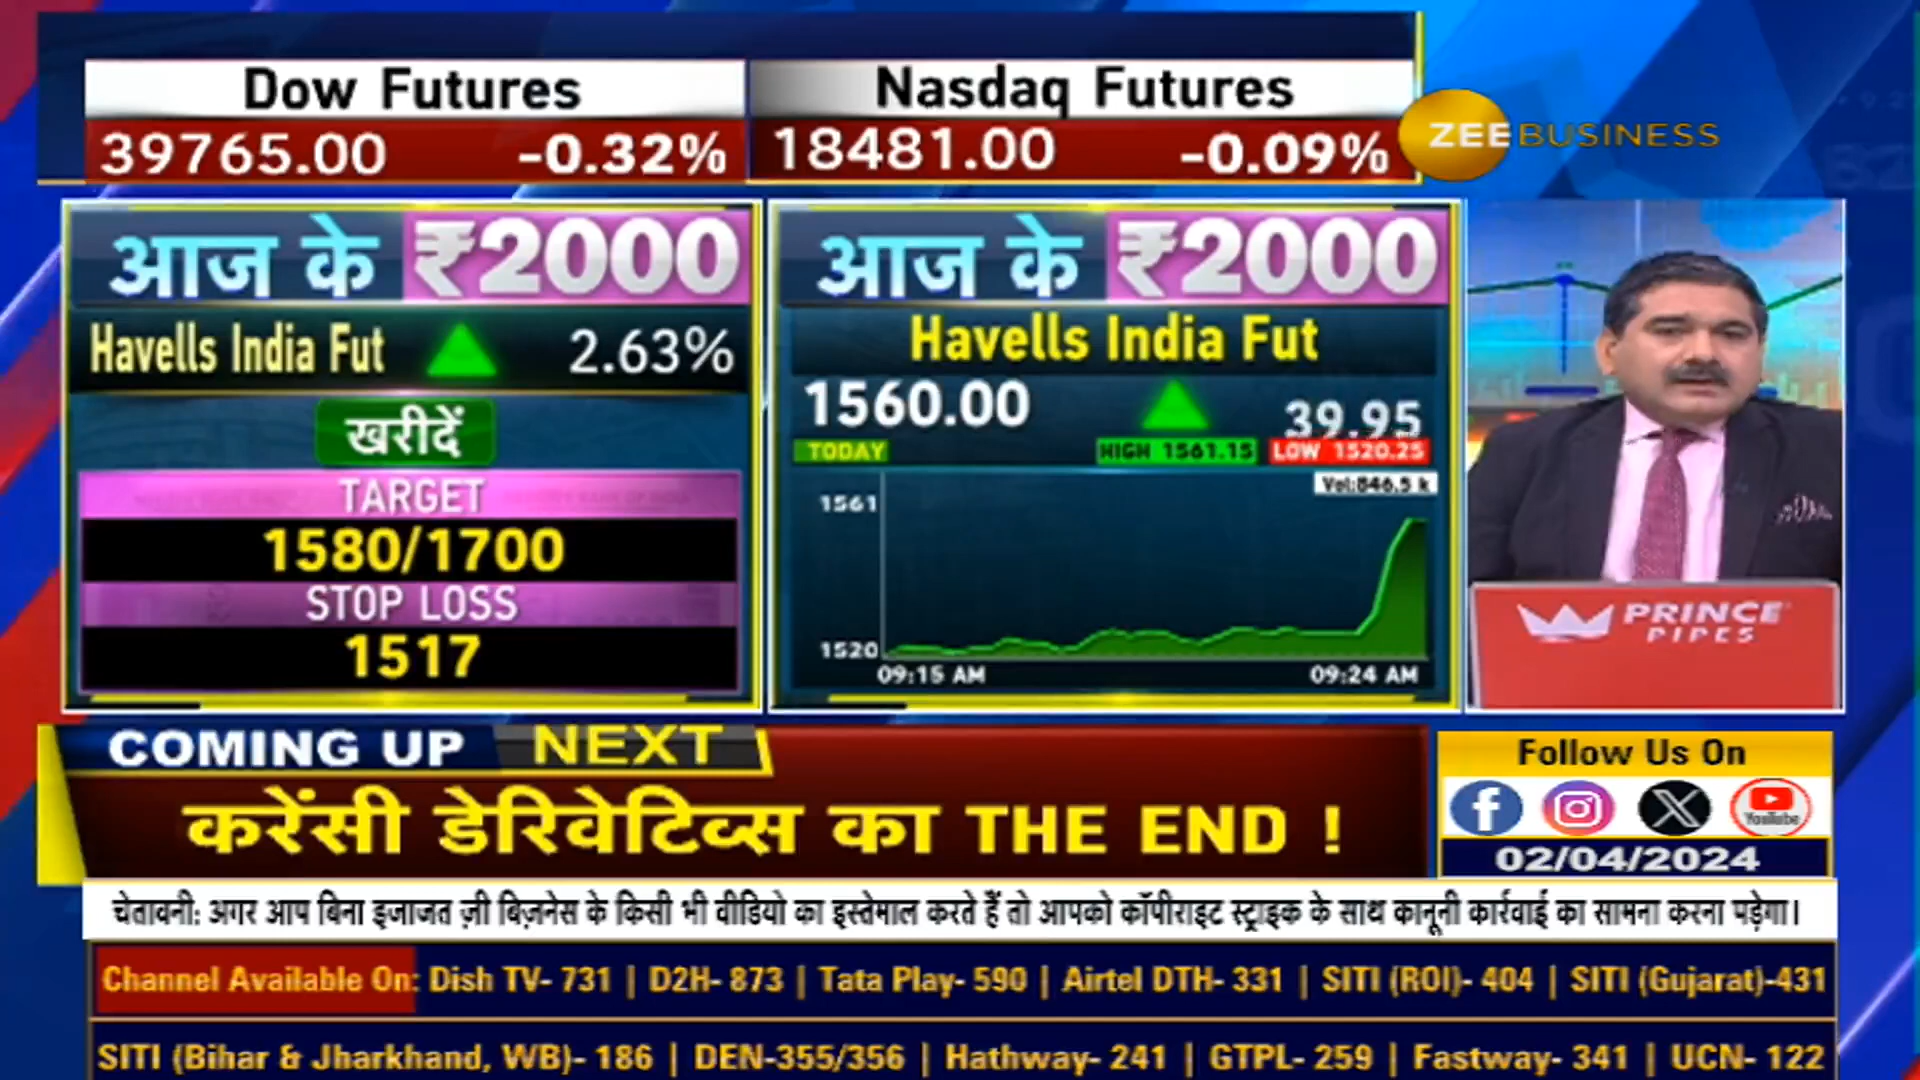 Dow Futures
39765.00 -0.32%
Nasdaq Futures
18481.00 -0.09%
ZEE BUSINESS
आज के ₹2000
Havells India Fut 2.63%
खरीदें
TARGET
1580/1700
STOP LOSS
1517
आज के ₹2000
Havells India Fut
1560.00 39.95
TODAY HIGH 1561.15 LOW 1520.25
Vol:846.5 k
1561
1520
09:15 AM 09:24 AM
PRINCE
PIPES
COMING UP NEXT
करेंसी डेरिवेटिव्स का THE END !
Follow Us On
YouTube
02/04/2024
चेतावनी: अगर आप बिना इजाजत ज़ी बिज़नेस के किसी भी वीडियो का इस्तेमाल करते हैं तो आपको कॉपीराइट स्ट्राइक के साथ कानूनी कार्रवाई का सामना करना पड़ेगा।
Channel Available On: Dish TV- 731 | D2H- 873 | Tata Play- 590 | Airtel DTH- 331 | SITI (ROI)- 404 | SITI (Gujarat)-431
SITI (Bihar & Jharkhand, WB)- 186 | DEN-355/356 | Hathway- 241 | GTPL- 259 | Fastway- 341 | UCN- 122